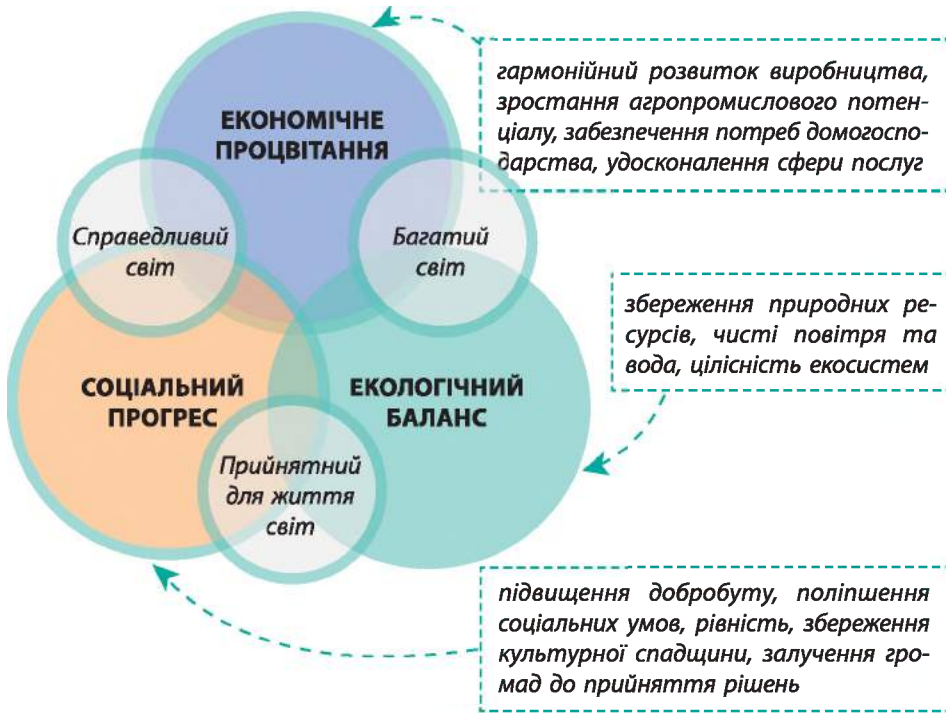 ЕКОНОМІЧНЕ
ПРОЦВІТАННЯ
гармонійний розвиток виробництва,
зростання агропромислового потен-
ціалу, забезпечення потреб домогоспо-
дарства, удосконалення сфери послуг
Справедливий
світ
Багатий
світ
збереження природних ре-
сурсів, чисті повітря та
вода, цілісність екосистем
СОЦІАЛЬНИЙ
ПРОГРЕС
ЕКОЛОГІЧНИЙ
БАЛАНС
Прийнятний
для життя
світ
підвищення добробуту, поліпшення
соціальних умов, рівність, збереження
культурної спадщини, залучення гро-
мад до прийняття рішень